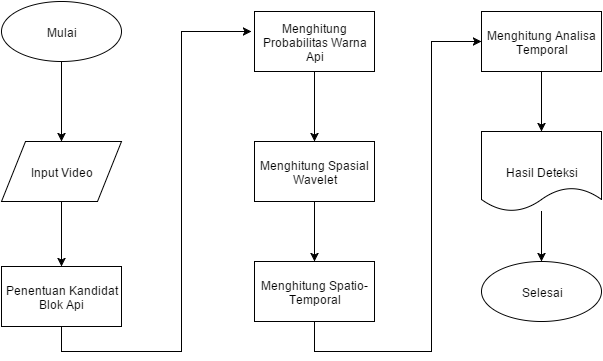 Mulai
Input Video
Penentuan Kandidat
Blok Api
Menghitung
Probabilitas Warna
Api
Menghitung Spasial
Wavelet
Menghitung Spatio-
Temporal
Menghitung Analisa
Temporal
Hasil Deteksi
Selesai